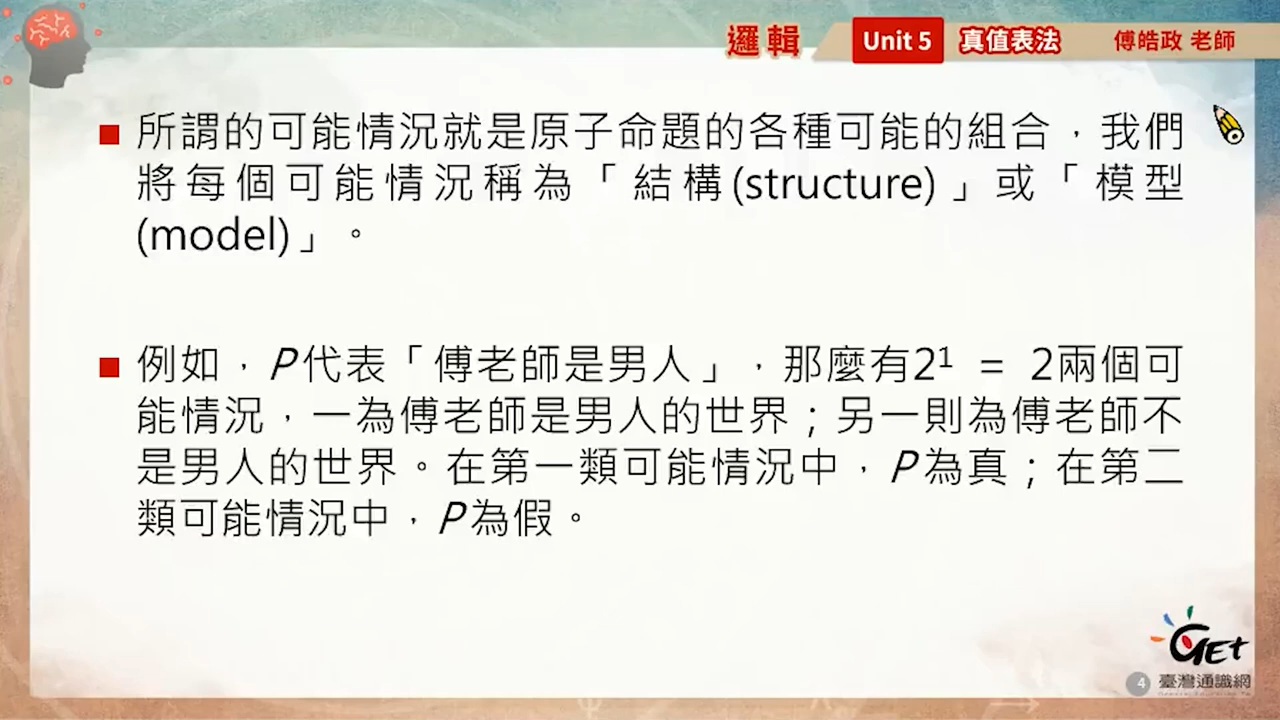 邏輯 Unit 5 真值表法 傅皓政 老師
■ 所謂的可能情況就是原子命題的各種可能的組合，我們
將每個可能情況稱為「結構(structure)」或「模型
(model)」。
■ 例如，P代表「傅老師是男人」，那麼有2¹ = 2兩個可
能情況，一為傅老師是男人的世界；另一則為傅老師不
是男人的世界。在第一類可能情況中，P為真；在第二
類可能情況中，P為假。
GET
4 臺灣通識網